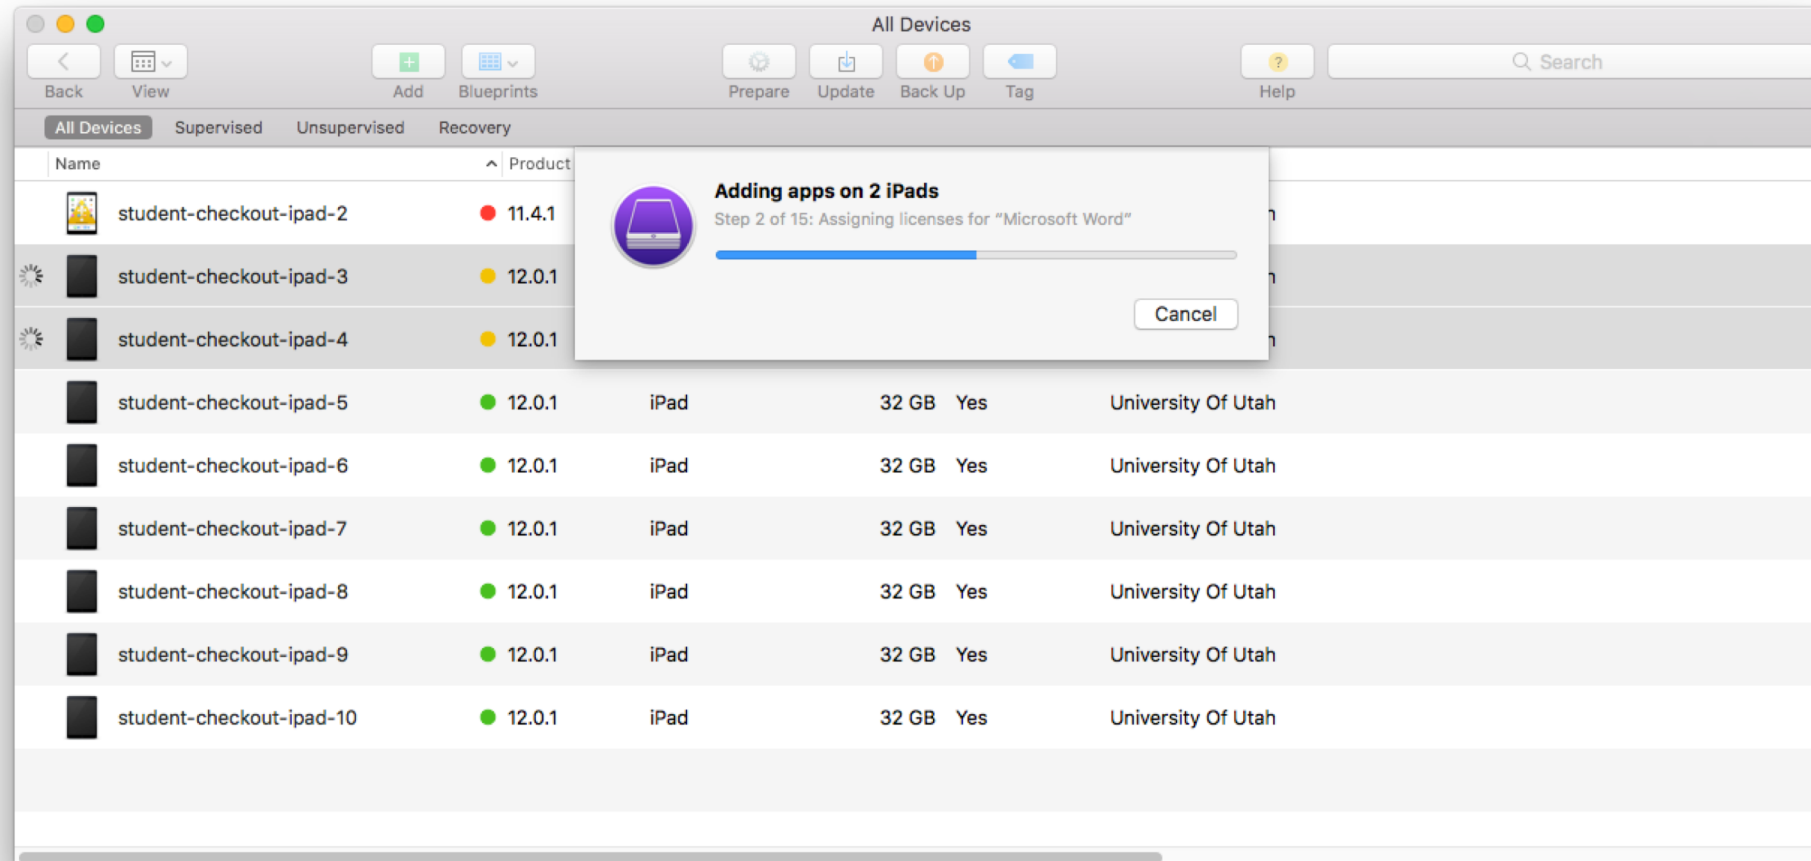 All Devices
Back View Add Blueprints Prepare Update Back Up Tag ? Help Search
All Devices Supervised Unsupervised Recovery
Name Product
Adding apps on 2 iPads
Step 2 of 15: Assigning licenses for “Microsoft Word”
Cancel
student-checkout-ipad-2 11.4.1
student-checkout-ipad-3 12.0.1
student-checkout-ipad-4 12.0.1
student-checkout-ipad-5 12.0.1 iPad 32 GB Yes University Of Utah
student-checkout-ipad-6 12.0.1 iPad 32 GB Yes University Of Utah
student-checkout-ipad-7 12.0.1 iPad 32 GB Yes University Of Utah
student-checkout-ipad-8 12.0.1 iPad 32 GB Yes University Of Utah
student-checkout-ipad-9 12.0.1 iPad 32 GB Yes University Of Utah
student-checkout-ipad-10 12.0.1 iPad 32 GB Yes University Of Utah